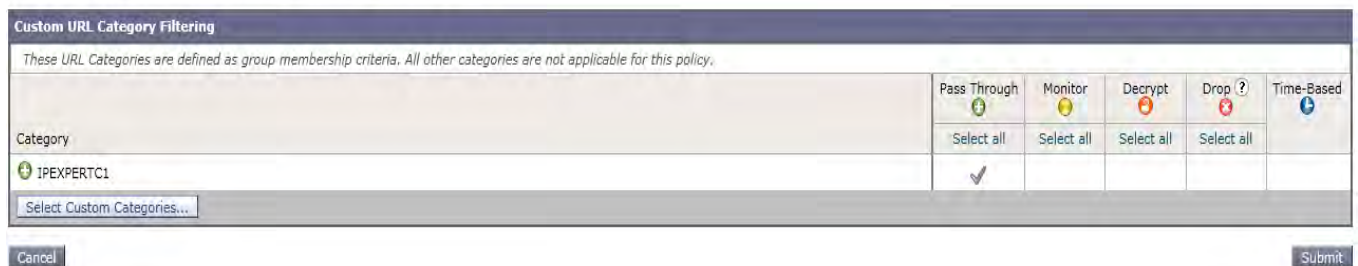 Custom URL Category Filtering
These URL Categories are defined as group membership criteria. All other categories are not applicable for this policy.
Pass Through Monitor Decrypt Drop ? Time-Based
Category Select all Select all Select all Select all
IPEXPERTC1
Select Custom Categories...
Cancel Submit